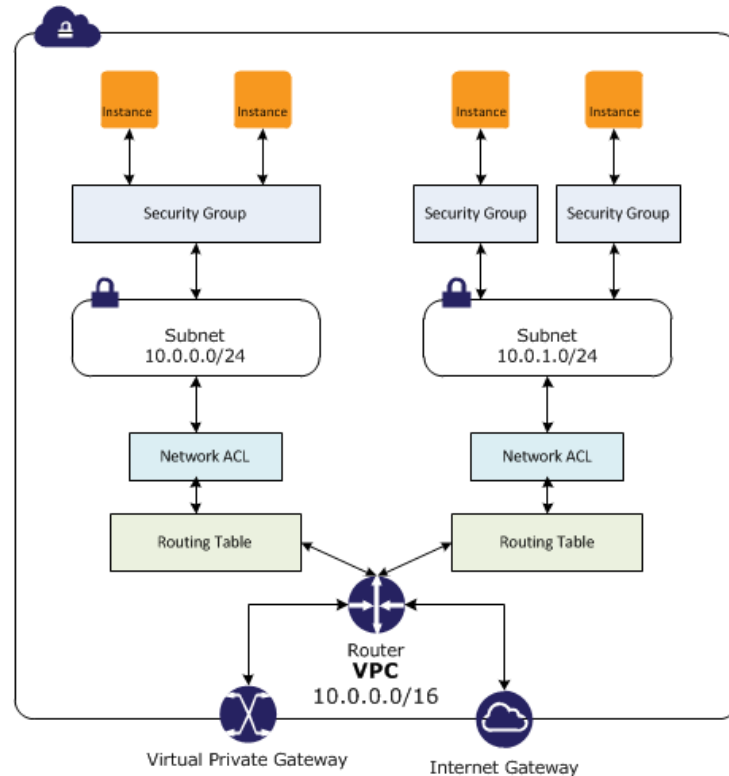 Instance
Instance
Instance
Instance
Security Group
Security Group
Security Group
Subnet
10.0.0.0/24
Subnet
10.0.1.0/24
Network ACL
Network ACL
Routing Table
Routing Table
Router
VPC
10.0.0.0/16
Virtual Private Gateway
Internet Gateway